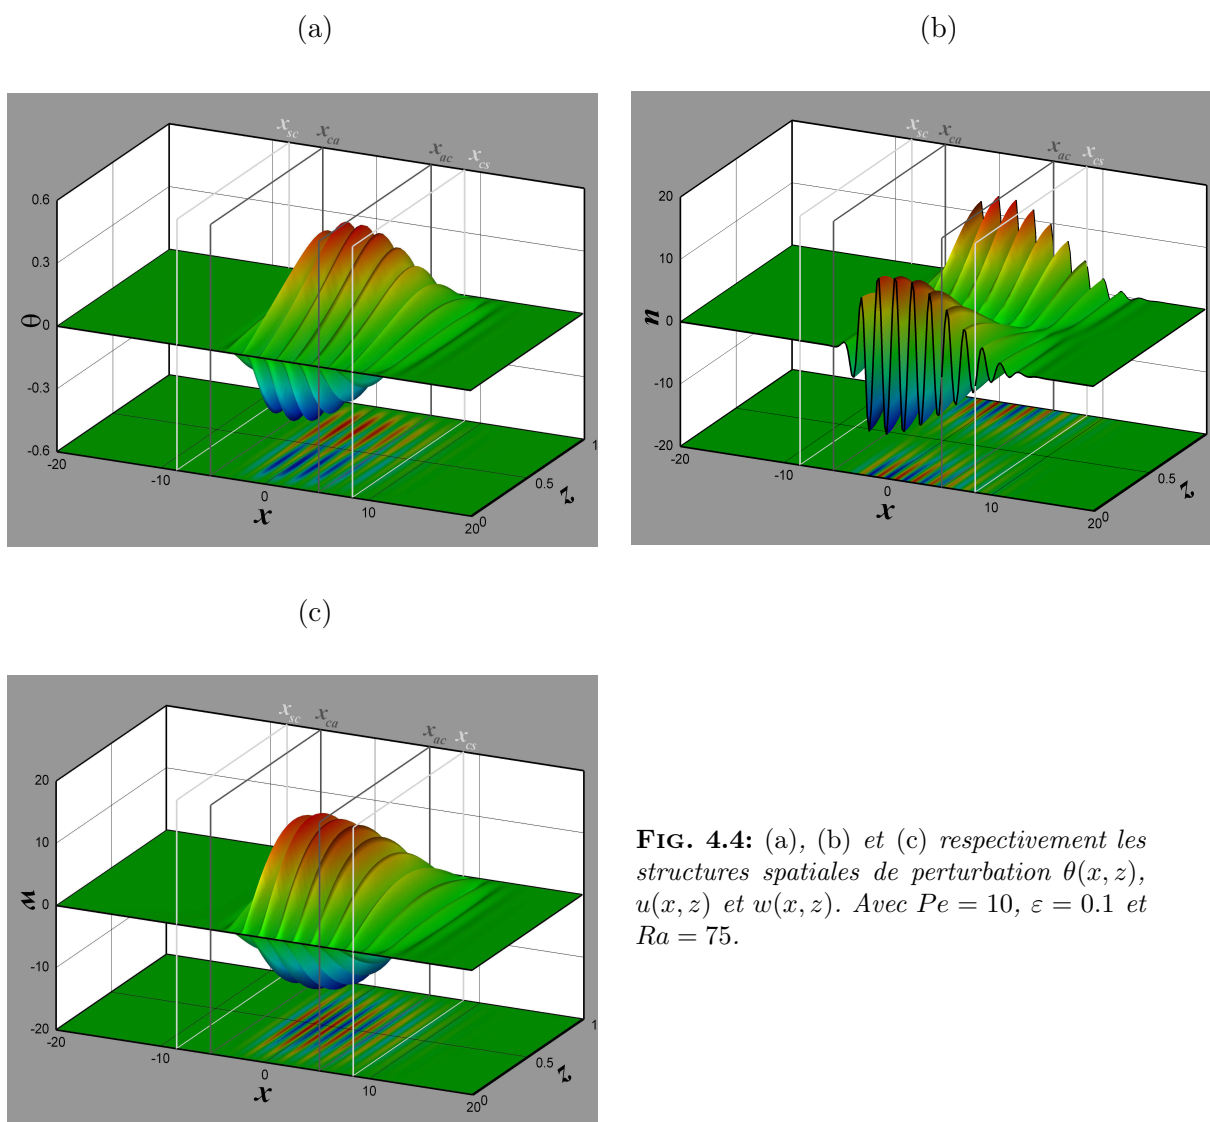 (a)
(b)
x_sc x_ca x_ac x_cs
0.6
0.3
0
-0.3
-0.6
θ
-20
-10
0
10
20
x
0
0.5
1
z
x_sc x_ca x_ac x_cs
20
10
0
-10
-20
u
-20
-10
0
10
20
x
0
0.5
z
(c)
x_sc x_ca x_ac x_cs
20
10
0
-10
-20
w
-20
-10
0
10
20
x
0
0.5
1
z
FIG. 4.4: (a), (b) et (c) respectivement les
structures spatiales de perturbation θ(x, z),
u(x, z) et w(x, z). Avec Pe = 10, ε = 0.1 et
Ra = 75.